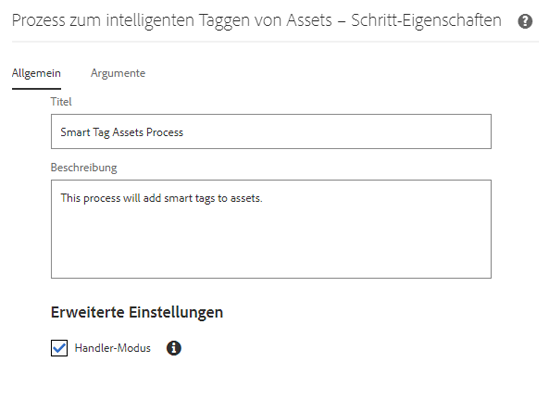 Prozess zum intelligenten Taggen von Assets – Schritt-Eigenschaften
Allgemein Argumente
Titel
Smart Tag Assets Process
Beschreibung
This process will add smart tags to assets.
Erweiterte Einstellungen
Handler-Modus